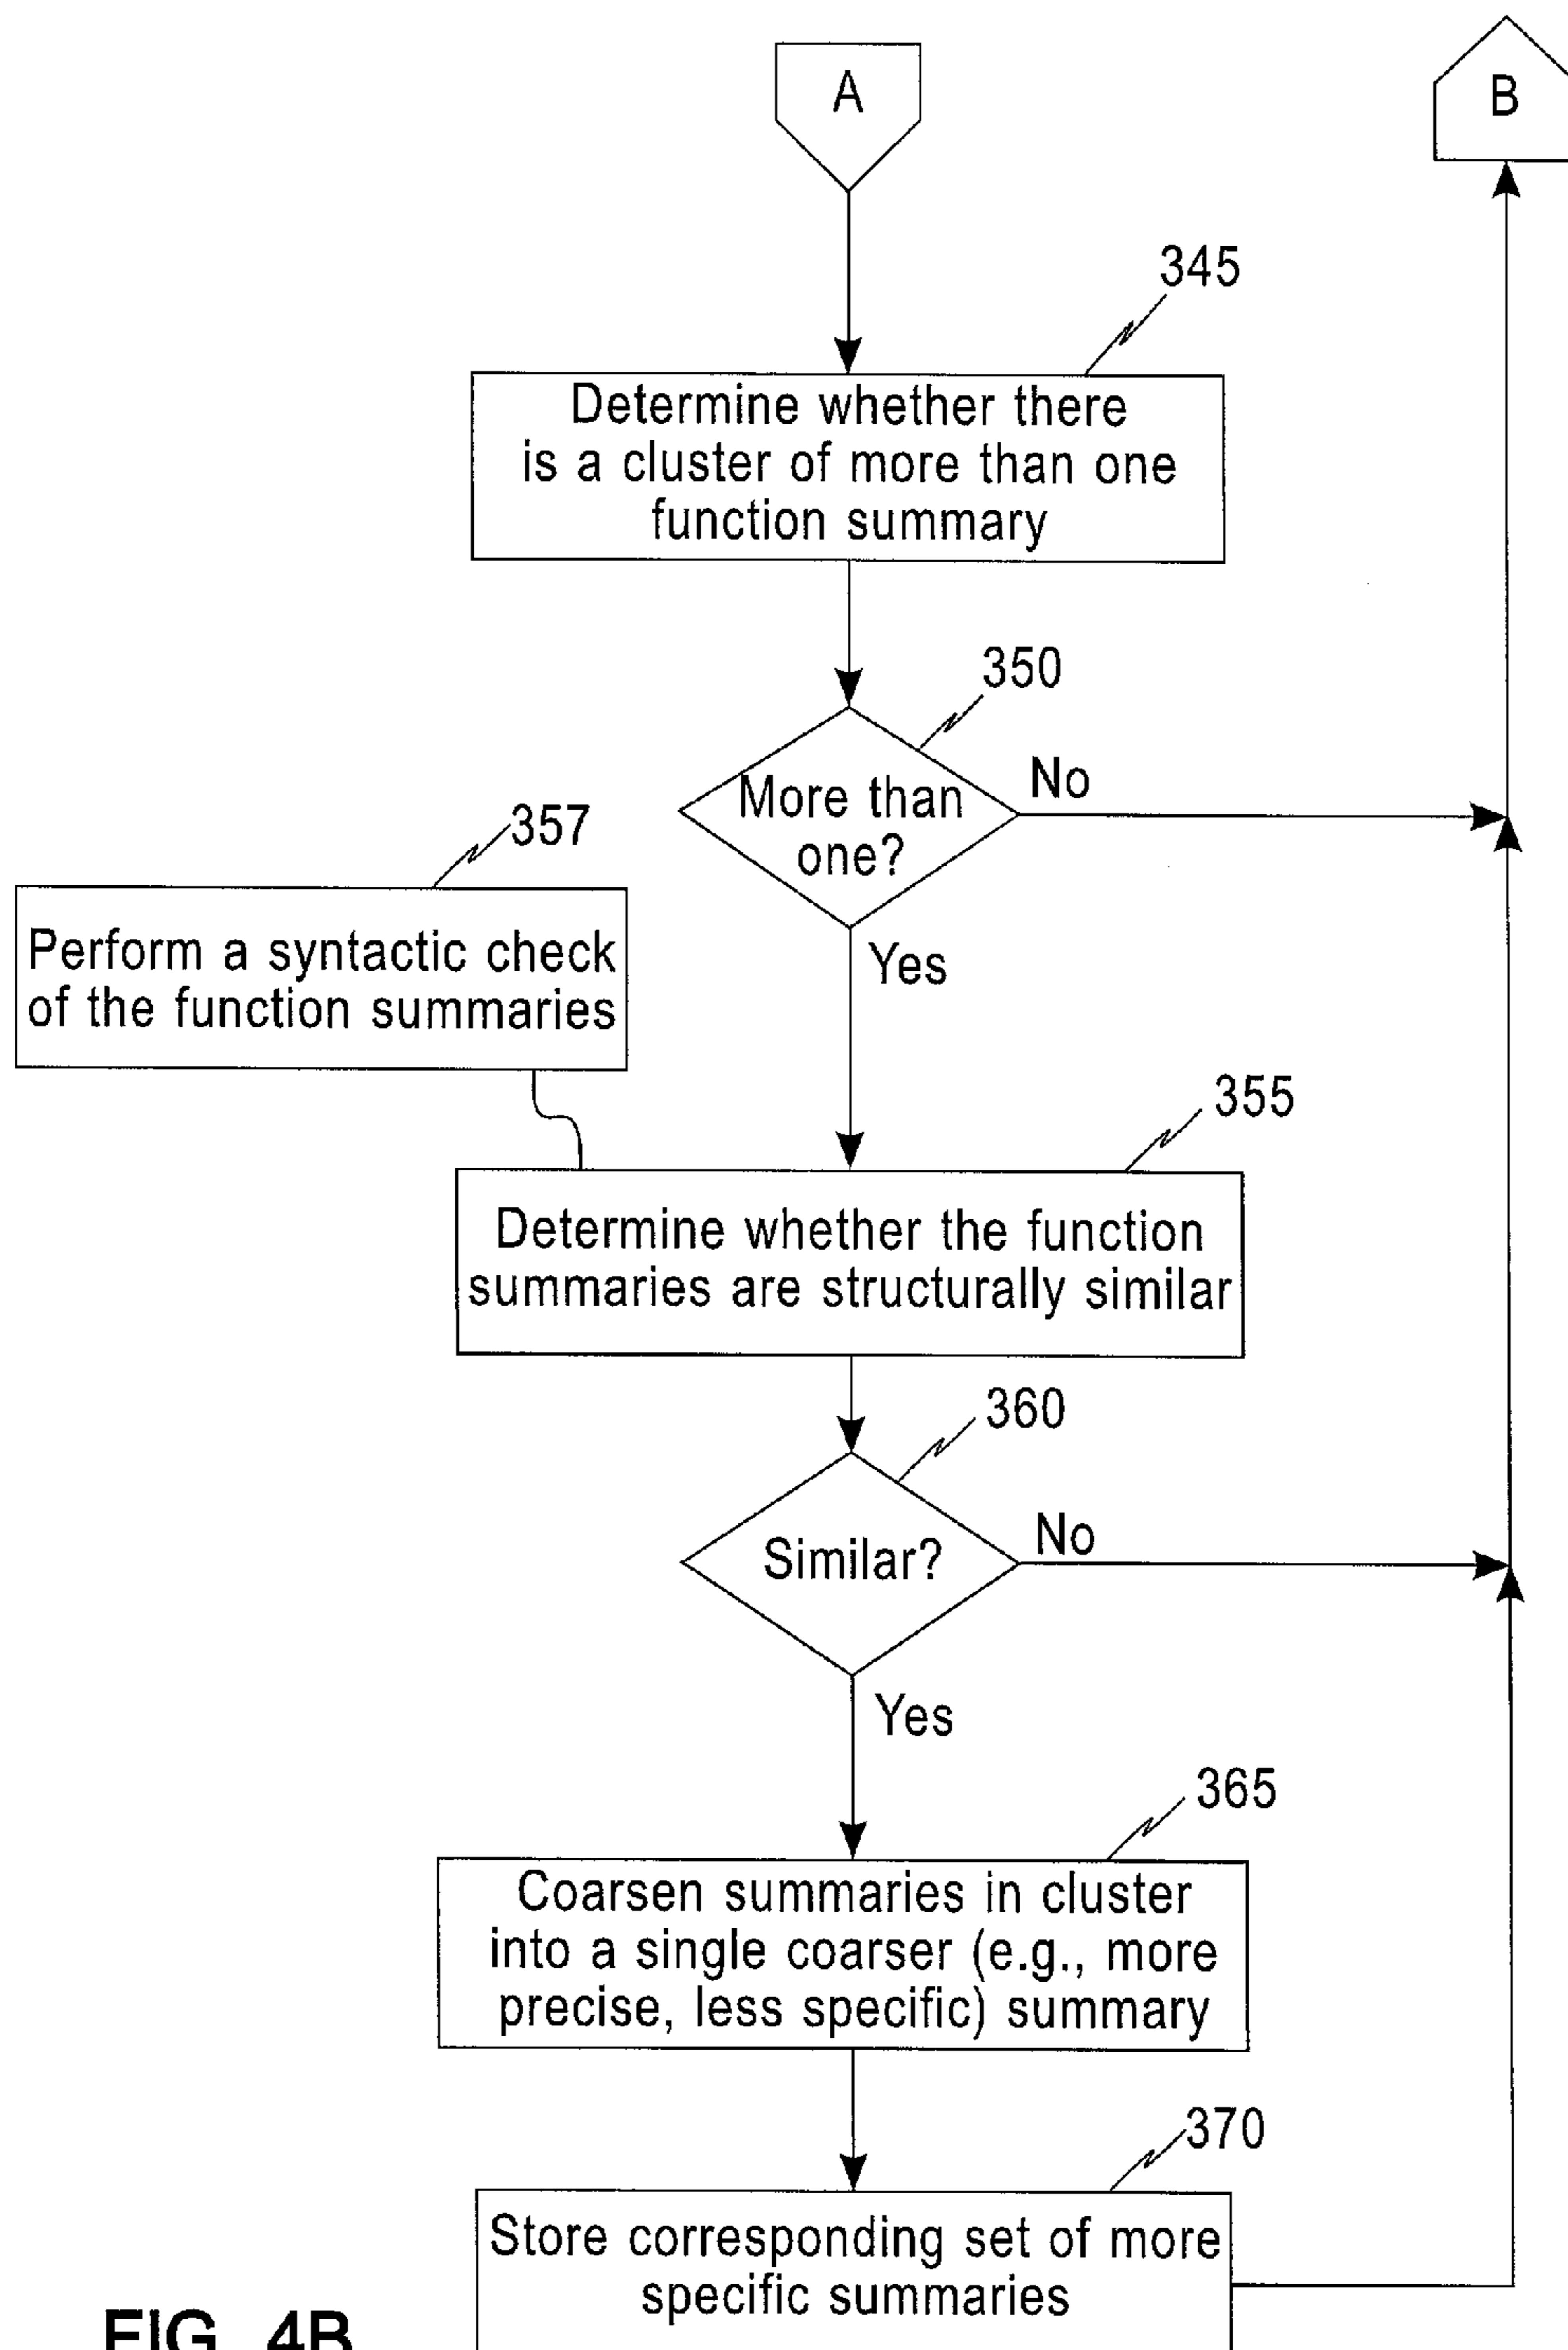 A
B
345
Determine whether there
is a cluster of more than one
function summary
350
More than
one?
No
Yes
357
Perform a syntactic check
of the function summaries
355
Determine whether the function
summaries are structurally similar
360
Similar?
No
Yes
365
Coarsen summaries in cluster
into a single coarser (e.g., more
precise, less specific) summary
370
Store corresponding set of more
specific summaries
FIG. 4B